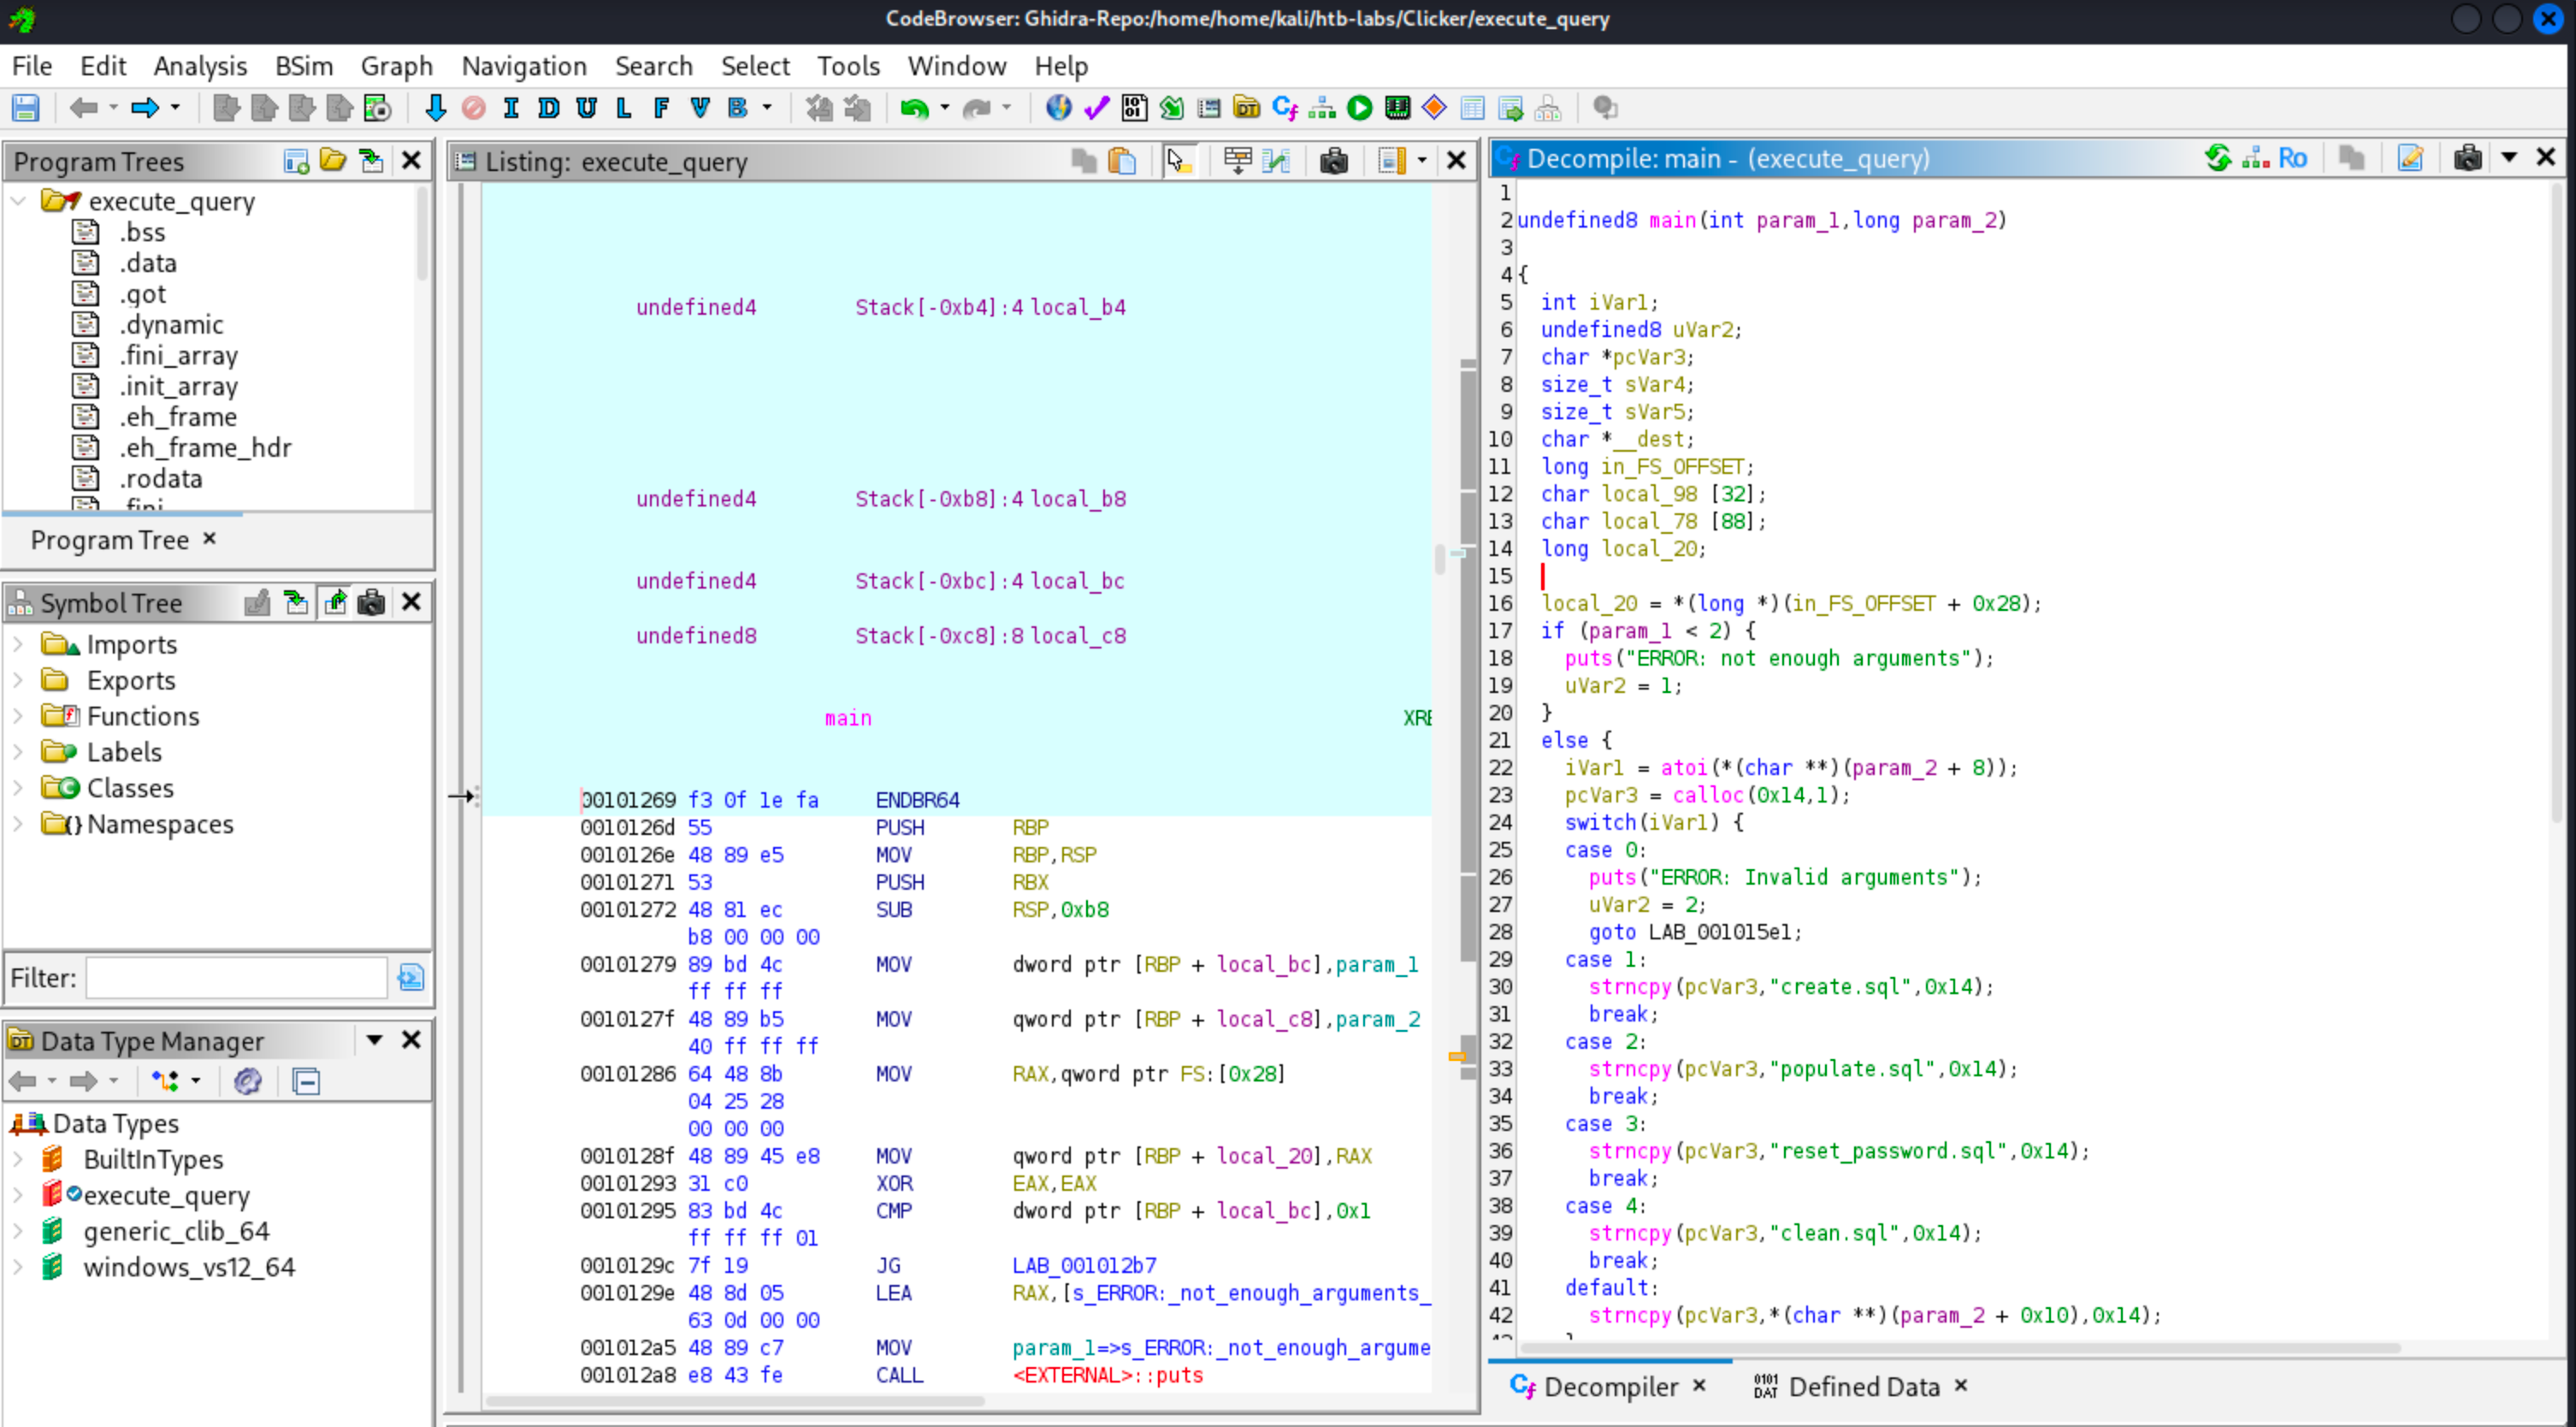 CodeBrowser: Ghidra-Repo:/home/home/kali/htb-labs/Clicker/execute_query
File Edit Analysis BSim Graph Navigation Search Select Tools Window Help
I D U L F V B
Program Trees
execute_query
.bss
.data
.got
.dynamic
.fini_array
.init_array
.eh_frame
.eh_frame_hdr
.rodata
.fini
Program Tree
Symbol Tree
Imports
Exports
Functions
Labels
Classes
Namespaces
Filter:
Data Type Manager
Data Types
BuiltInTypes
execute_query
generic_clib_64
windows_vs12_64
Listing: execute_query
undefined4 Stack[-0xb4]:4 local_b4
undefined4 Stack[-0xb8]:4 local_b8
undefined4 Stack[-0xbc]:4 local_bc
undefined8 Stack[-0xc8]:8 local_c8
main
00101269 f3 0f 1e fa ENDBR64
0010126d 55 PUSH RBP
0010126e 48 89 e5 MOV RBP,RSP
00101271 53 PUSH RBX
00101272 48 81 ec SUB RSP,0xb8
b8 00 00 00
00101279 89 bd 4c MOV dword ptr [RBP + local_bc],param_1
ff ff ff
0010127f 48 89 b5 MOV qword ptr [RBP + local_c8],param_2
40 ff ff ff
00101286 64 48 8b MOV RAX,qword ptr FS:[0x28]
04 25 28
00 00 00
0010128f 48 89 45 e8 MOV qword ptr [RBP + local_20],RAX
00101293 31 c0 XOR EAX,EAX
00101295 83 bd 4c CMP dword ptr [RBP + local_bc],0x1
ff ff ff 01
0010129c 7f 19 JG LAB_001012b7
0010129e 48 8d 05 LEA RAX,[s_ERROR:_not_enough_arguments_
63 0d 00 00
001012a5 48 89 c7 MOV param_1=>s_ERROR:_not_enough_argume
001012a8 e8 43 fe CALL <EXTERNAL>::puts
Decompile: main - (execute_query)
Ro
1
2 undefined8 main(int param_1,long param_2)
3
4 {
5 int iVar1;
6 undefined8 uVar2;
7 char *pcVar3;
8 size_t sVar4;
9 size_t sVar5;
10 char *__dest;
11 long in_FS_OFFSET;
12 char local_98 [32];
13 char local_78 [88];
14 long local_20;
15
16 local_20 = *(long *)(in_FS_OFFSET + 0x28);
17 if (param_1 < 2) {
18 puts("ERROR: not enough arguments");
19 uVar2 = 1;
20 }
21 else {
22 iVar1 = atoi(*(char **)(param_2 + 8));
23 pcVar3 = calloc(0x14,1);
24 switch(iVar1) {
25 case 0:
26 puts("ERROR: Invalid arguments");
27 uVar2 = 2;
28 goto LAB_001015e1;
29 case 1:
30 strncpy(pcVar3,"create.sql",0x14);
31 break;
32 case 2:
33 strncpy(pcVar3,"populate.sql",0x14);
34 break;
35 case 3:
36 strncpy(pcVar3,"reset_password.sql",0x14);
37 break;
38 case 4:
39 strncpy(pcVar3,"clean.sql",0x14);
40 break;
41 default:
42 strncpy(pcVar3,*(char **)(param_2 + 0x10),0x14);
Decompiler
Defined Data